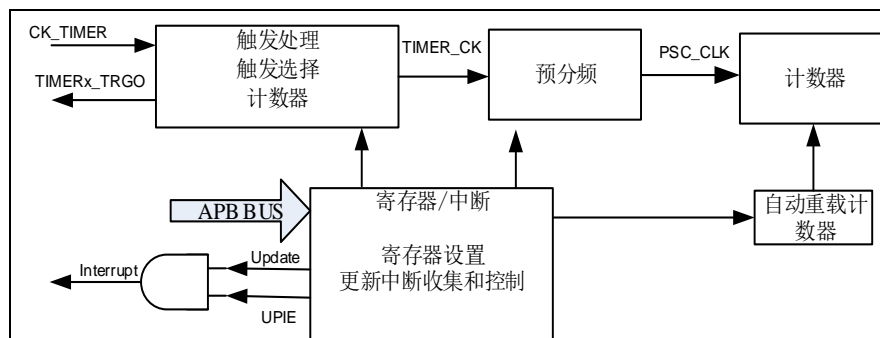 CK_TIMER
TIMERx_TRGO
触发处理
触发选择
计数器
TIMER_CK
预分频
PSC_CLK
计数器
APB BUS
寄存器/中断
寄存器设置
更新中断收集和控制
自动重载计
数器
Interrupt
Update
UPIE